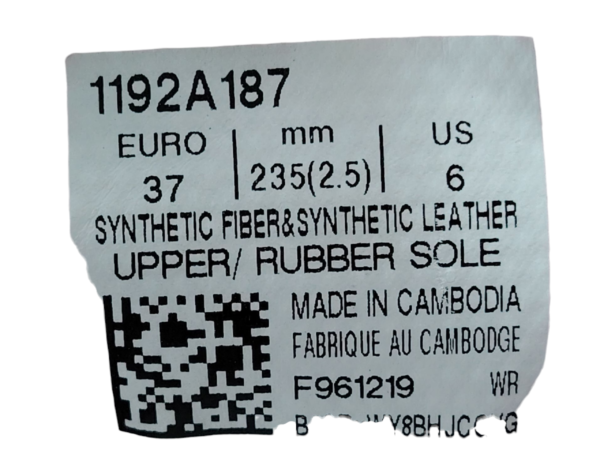 1192A187
EURO mm US
37 235(2.5) 6
SYNTHETIC FIBER&SYNTHETIC LEATHER
UPPER/ RUBBER SOLE
MADE IN CAMBODIA
FABRIQUE AU CAMBODGE
F961219 WR